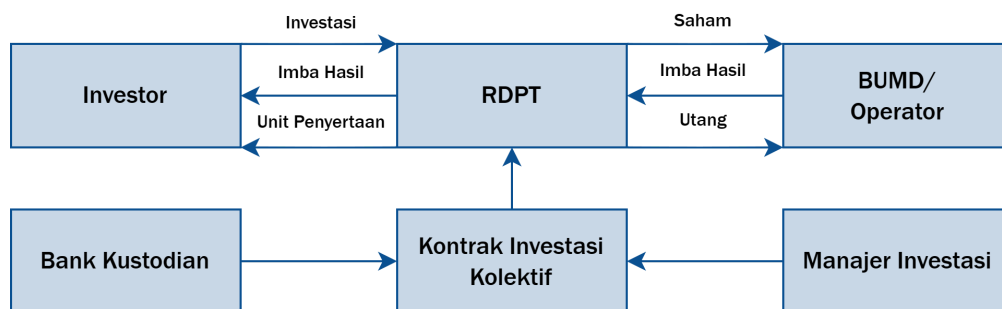 Investasi
Saham
Investor
Imba Hasil
RDPT
Imba Hasil
BUMD/
Operator
Unit Penyertaan
Utang
Bank Kustodian
Kontrak Investasi
Kolektif
Manajer Investasi